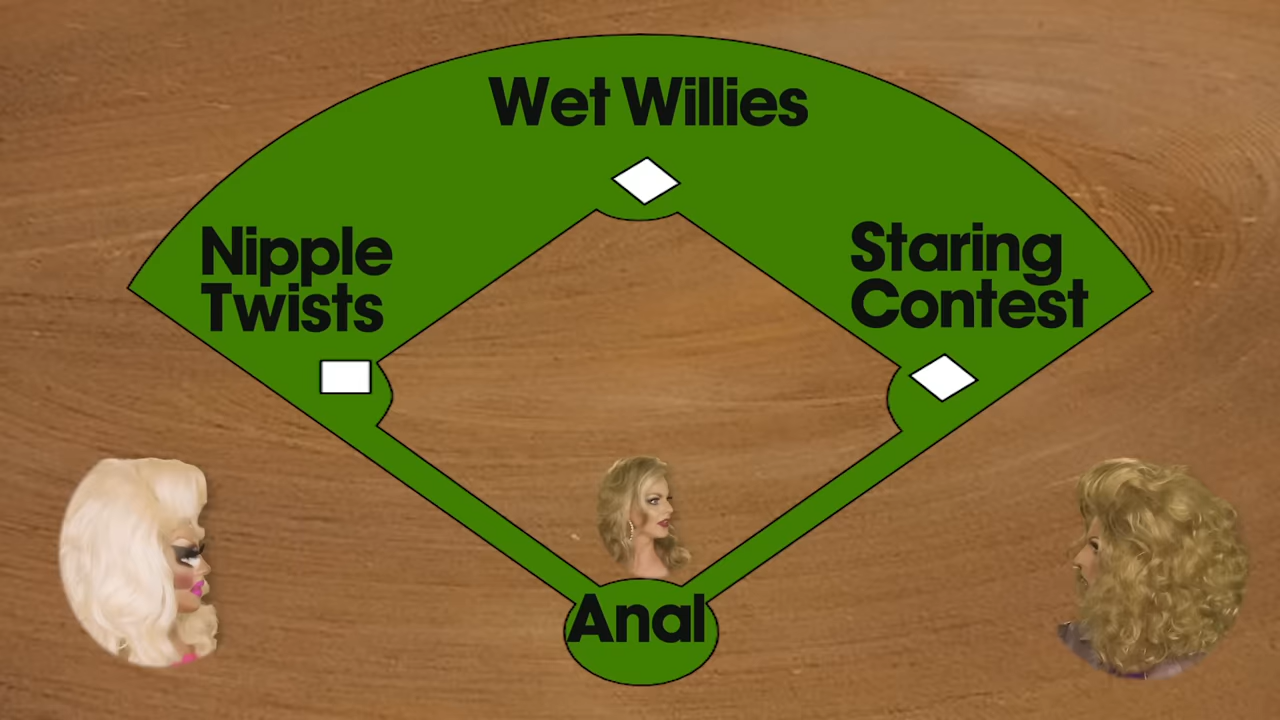 Wet Willies
Nipple
Twists
Staring
Contest
Anal